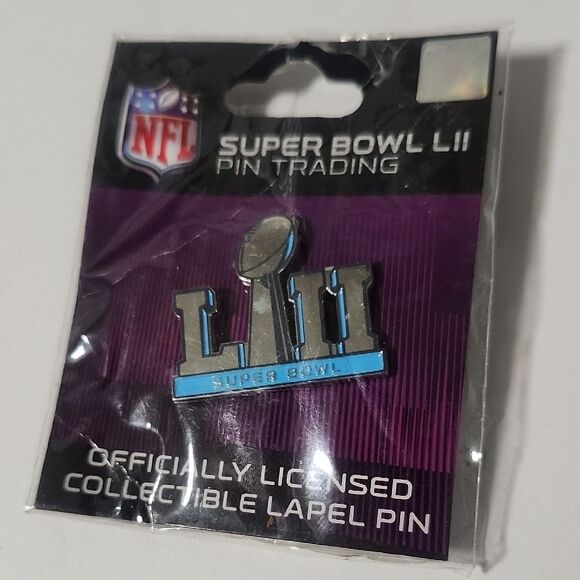 NFL
SUPER BOWL LII
PIN TRADING
LII
SUPER BOWL
OFFICIALLY LICENSED
COLLECTIBLE LAPEL PIN